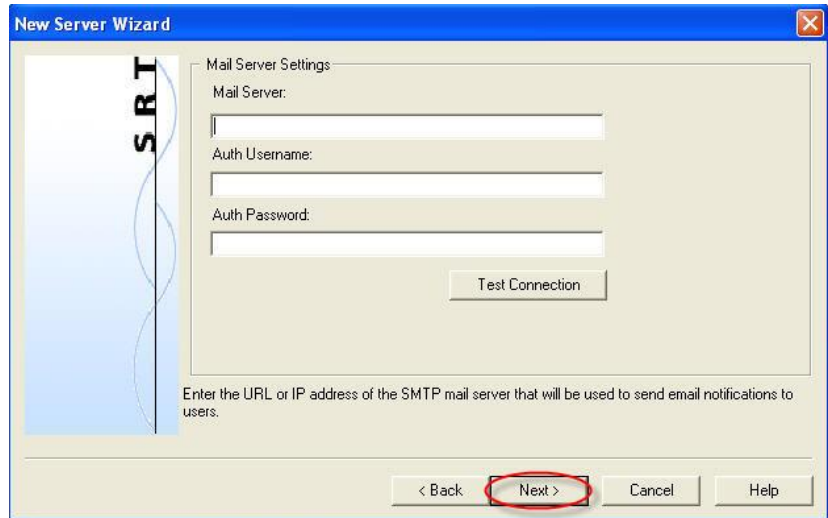 New Server Wizard
SRT
Mail Server Settings
Mail Server:
Auth Username:
Auth Password:
Test Connection
Enter the URL or IP address of the SMTP mail server that will be used to send email notifications to
users.
< Back
Next >
Cancel
Help